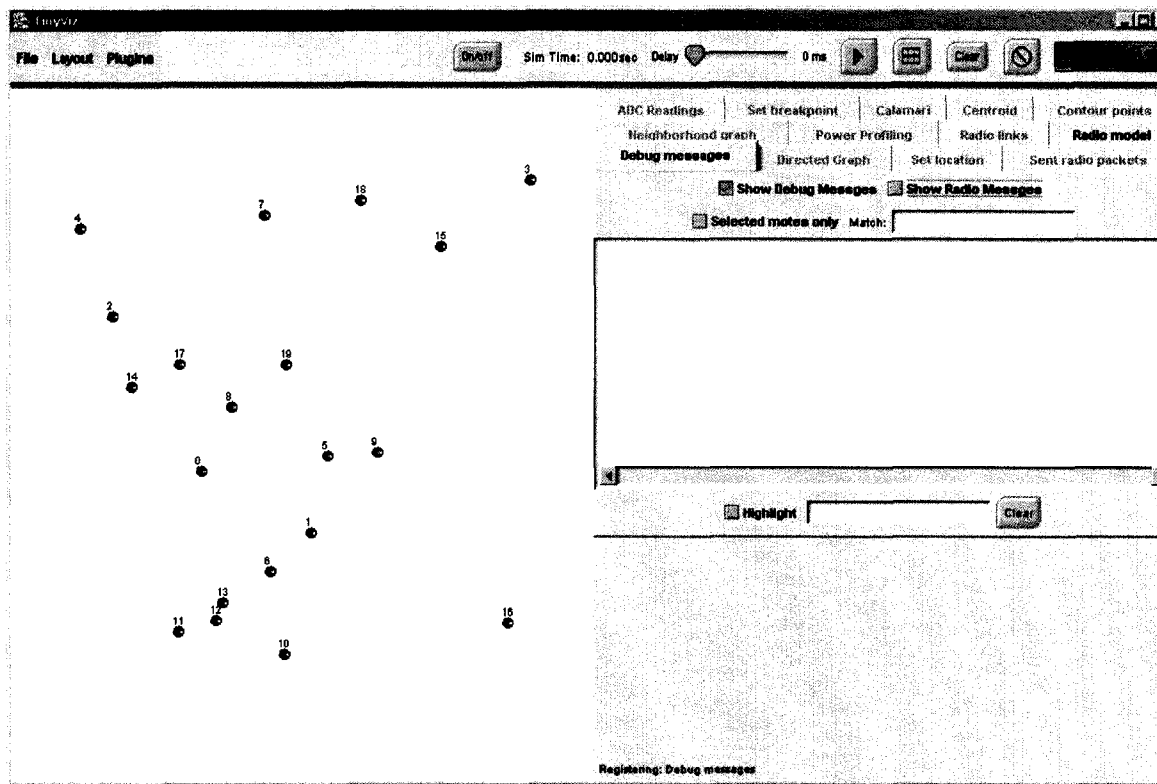 TinyViz
File Layout Plugins On/off Sim Time: 0.000sec Delay 0 ms Clear
ADC Readings Set breakpoint Calamari Centroid Contour points
Neighborhood graph Power Profiling Radio links Radio model
Debug messages Directed Graph Set location Sent radio packets
Show Debug Messages Show Radio Messages
Selected motes only Match:
3
18
7
4
15
2
17
19
14
8
9
5
0
1
6
13
12
11
16
10
Highlight Clear
Registering: Debug messages